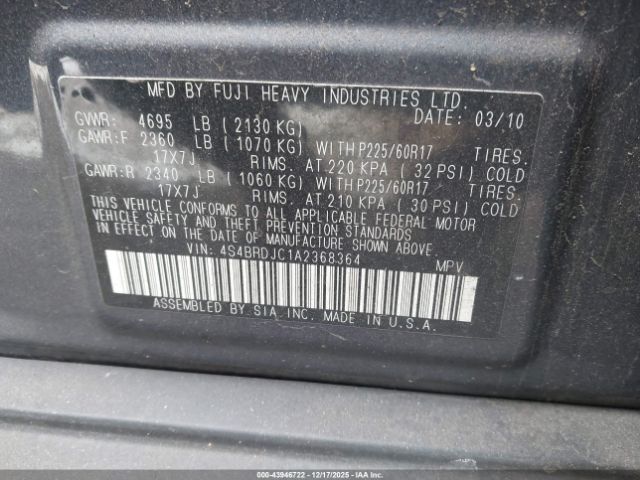 MFD BY FUJI HEAVY INDUSTRIES LTD.
DATE: 03/10
GVWR: 4695 LB ( 2130 KG)
GAWR:F 2360 LB ( 1070 KG) WITH P225/60R17 TIRES.
17X7J RIMS. AT 220 KPA ( 32 PSI) COLD
GAWR:R 2340 LB ( 1060 KG) WITH P225/60R17 TIRES.
17X7J RIMS. AT 210 KPA ( 30 PSI) COLD
THIS VEHICLE CONFORMS TO ALL APPLICABLE FEDERAL MOTOR
VEHICLE SAFETY AND THEFT PREVENTION STANDARDS
IN EFFECT ON THE DATE OF MANUFACTURE SHOWN ABOVE.
VIN: 4S4BRDJC1A2368364 MPV
ASSEMBLED BY SIA INC. MADE IN U.S.A.
000-43946722 - 12/17/2025 - IAAI.COM